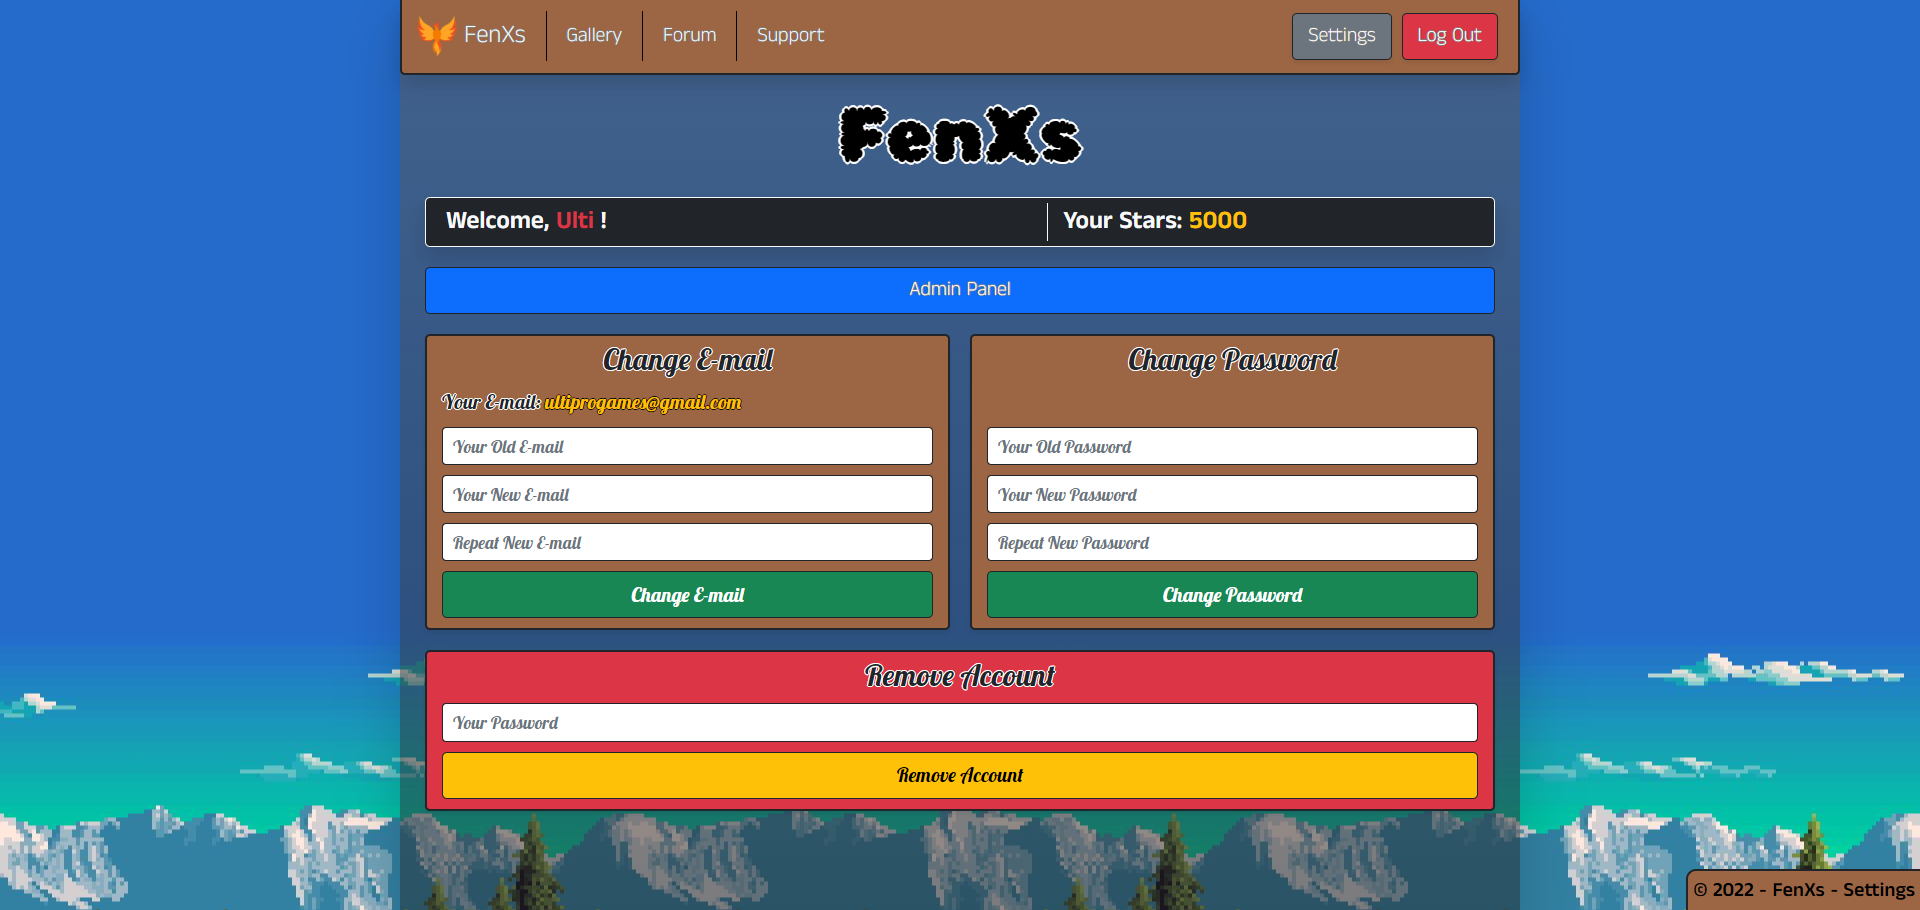 FenXs
Gallery
Forum
Support
Settings
Log Out
FenXs
Welcome, Ulti !
Your Stars: 5000
Admin Panel
Change E-mail
Your E-mail: ultiprogames@gmail.com
Your Old E-mail
Your New E-mail
Repeat New E-mail
Change E-mail
Change Password
Your Old Password
Your New Password
Repeat New Password
Change Password
Remove Account
Your Password
Remove Account
© 2022 - FenXs - Settings